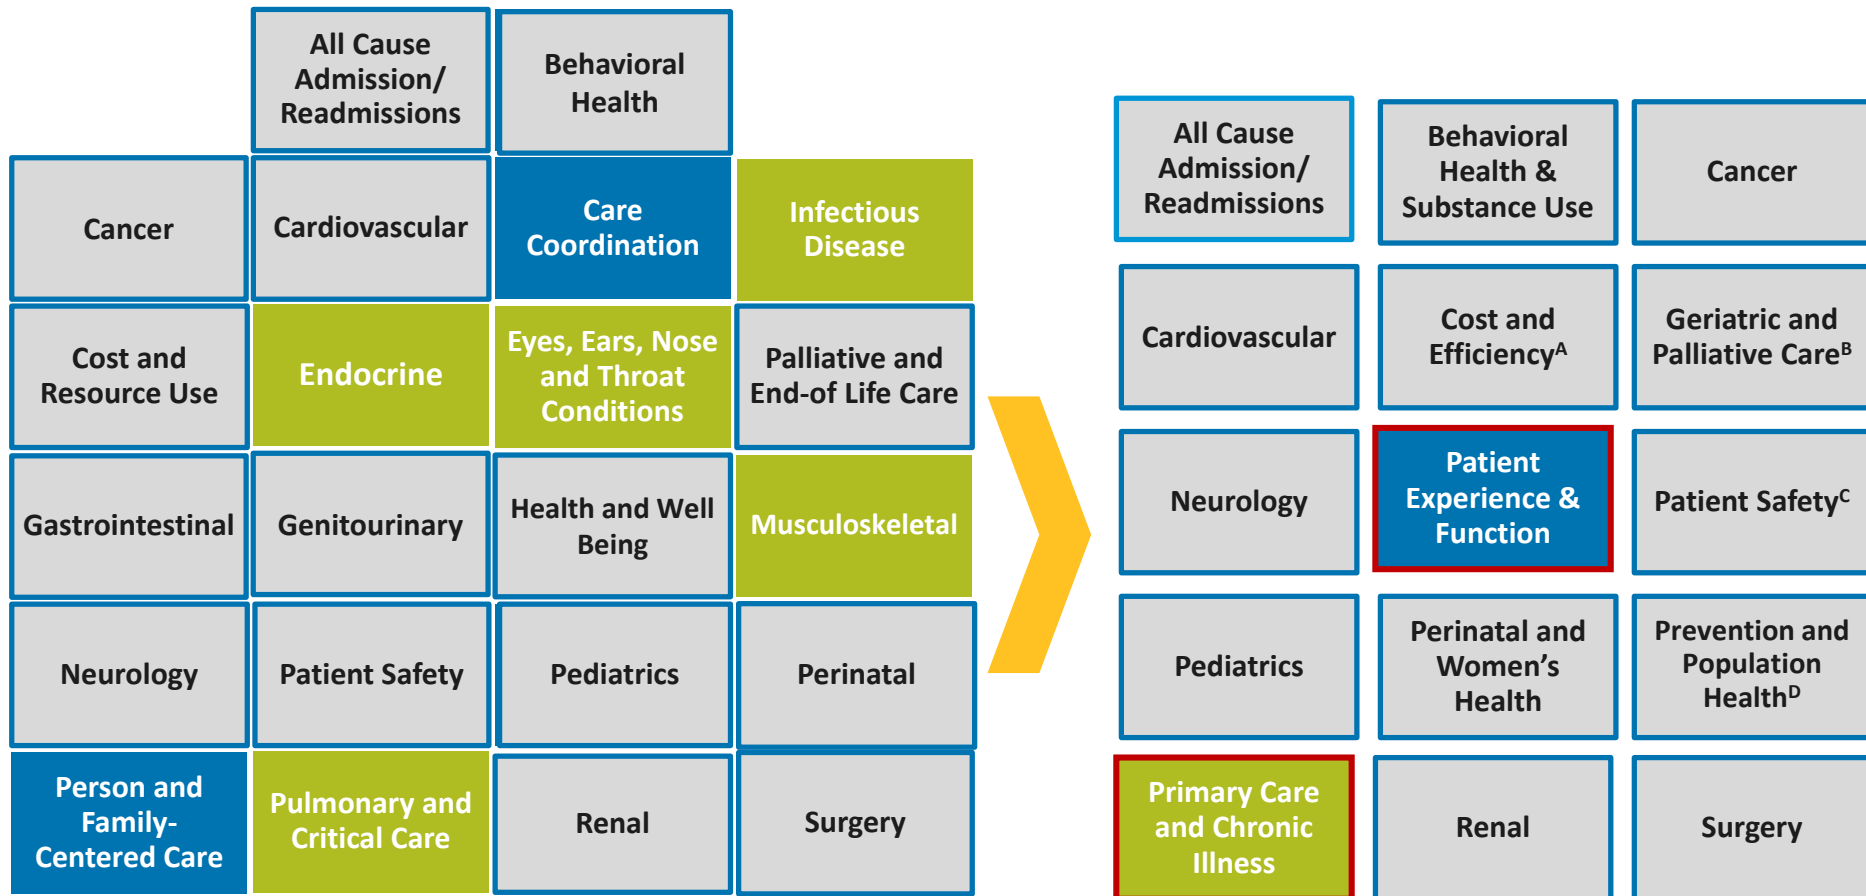 All Cause
Admission/
Readmissions
Behavioral
Health
Cancer
Cardiovascular
Care
Coordination
Infectious
Disease
Cost and
Resource Use
Endocrine
Eyes, Ears, Nose
and Throat
Conditions
Palliative and
End-of Life Care
Gastrointestinal
Genitourinary
Health and Well
Being
Musculoskeletal
Neurology
Patient Safety
Pediatrics
Perinatal
Person and
Family-
Centered Care
Pulmonary and
Critical Care
Renal
Surgery
All Cause
Admission/
Readmissions
Behavioral
Health &
Substance Use
Cancer
Cardiovascular
Cost and
Efficiency^A
Geriatric and
Palliative Care^B
Neurology
Patient
Experience &
Function
Patient Safety^C
Pediatrics
Perinatal and
Women's
Health
Prevention and
Population
Health^D
Primary Care
and Chronic
Illness
Renal
Surgery